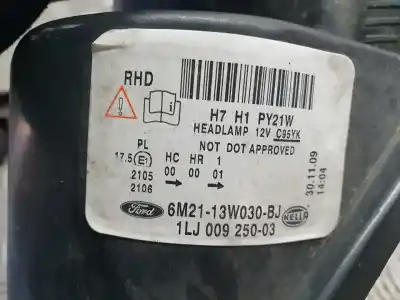 RHD
H7 H1 PY21W
HEADLAMP 12V C95YK
NOT DOT APPROVED
PL
17.5 E1 HC HR 1
2105 00 00 01
2106
30.11.09
14:04
Ford 6M21-13W030-BJ HELLA
1LJ 009 250-03